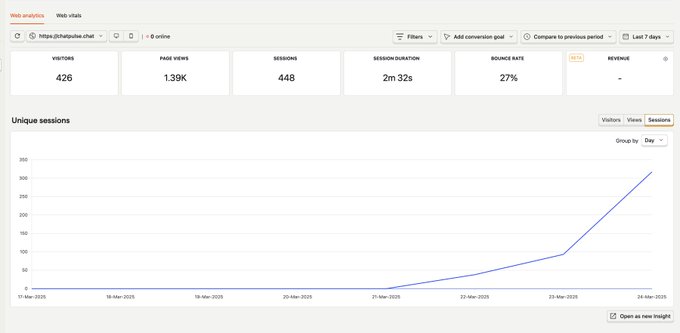 Web analytics Web vitals
https://chatpulse.chat 0 online Filters Add conversion goal Compare to previous period Last 7 days
VISITORS PAGE VIEWS SESSIONS SESSION DURATION BOUNCE RATE BETA REVENUE
426 1.39K 448 2m 32s 27% -
Unique sessions Visitors Views Sessions
Group by Day
350
300
250
200
150
100
50
0
17-Mar-2025 18-Mar-2025 19-Mar-2025 20-Mar-2025 21-Mar-2025 22-Mar-2025 23-Mar-2025 24-Mar-2025
Open as new Insight